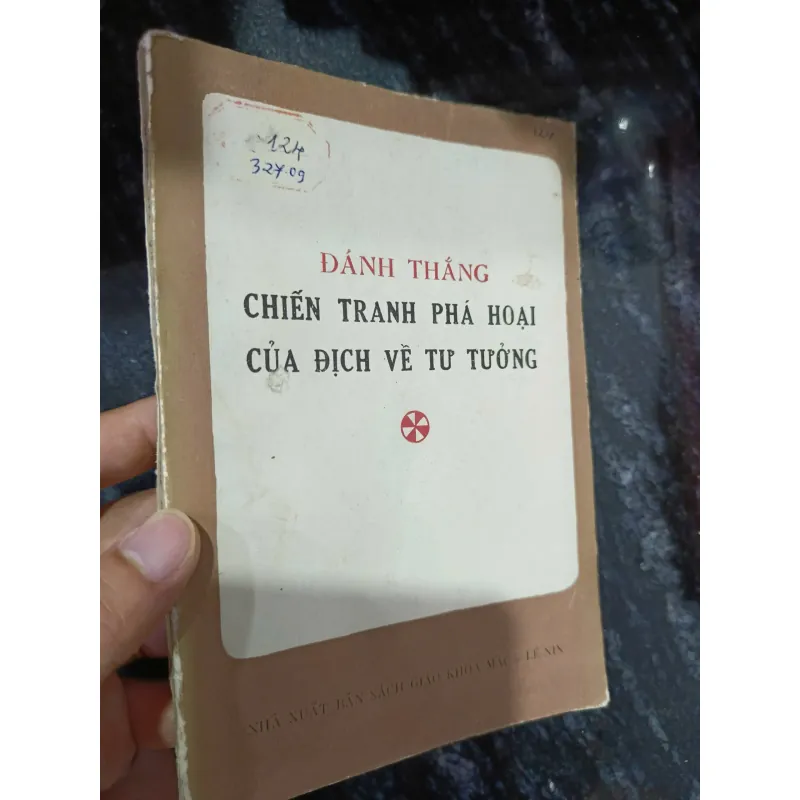 124
327.09
ĐÁNH THẮNG
CHIẾN TRANH PHÁ HOẠI
CỦA ĐỊCH VỀ TƯ TƯỞNG
NHÀ XUẤT BẢN SÁCH GIÁO KHOA MÁC - LÊ NIN